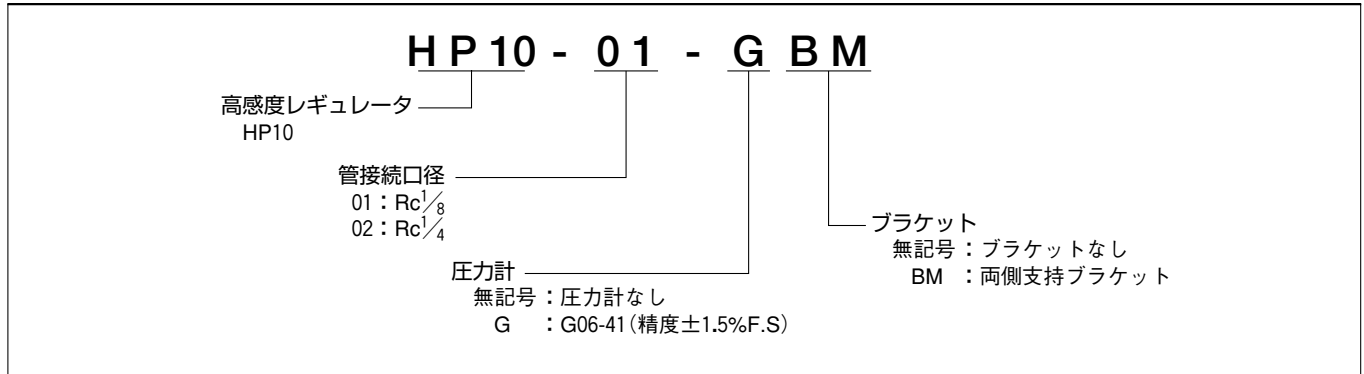 HP10-01-GBM
高感度レギュレータ
HP10
管接続口径
01：Rc1/8
02：Rc1/4
圧力計
無記号：圧力計なし
G　：G06-41（精度±1.5%F.S）
ブラケット
無記号：ブラケットなし
BM　：両側支持ブラケット